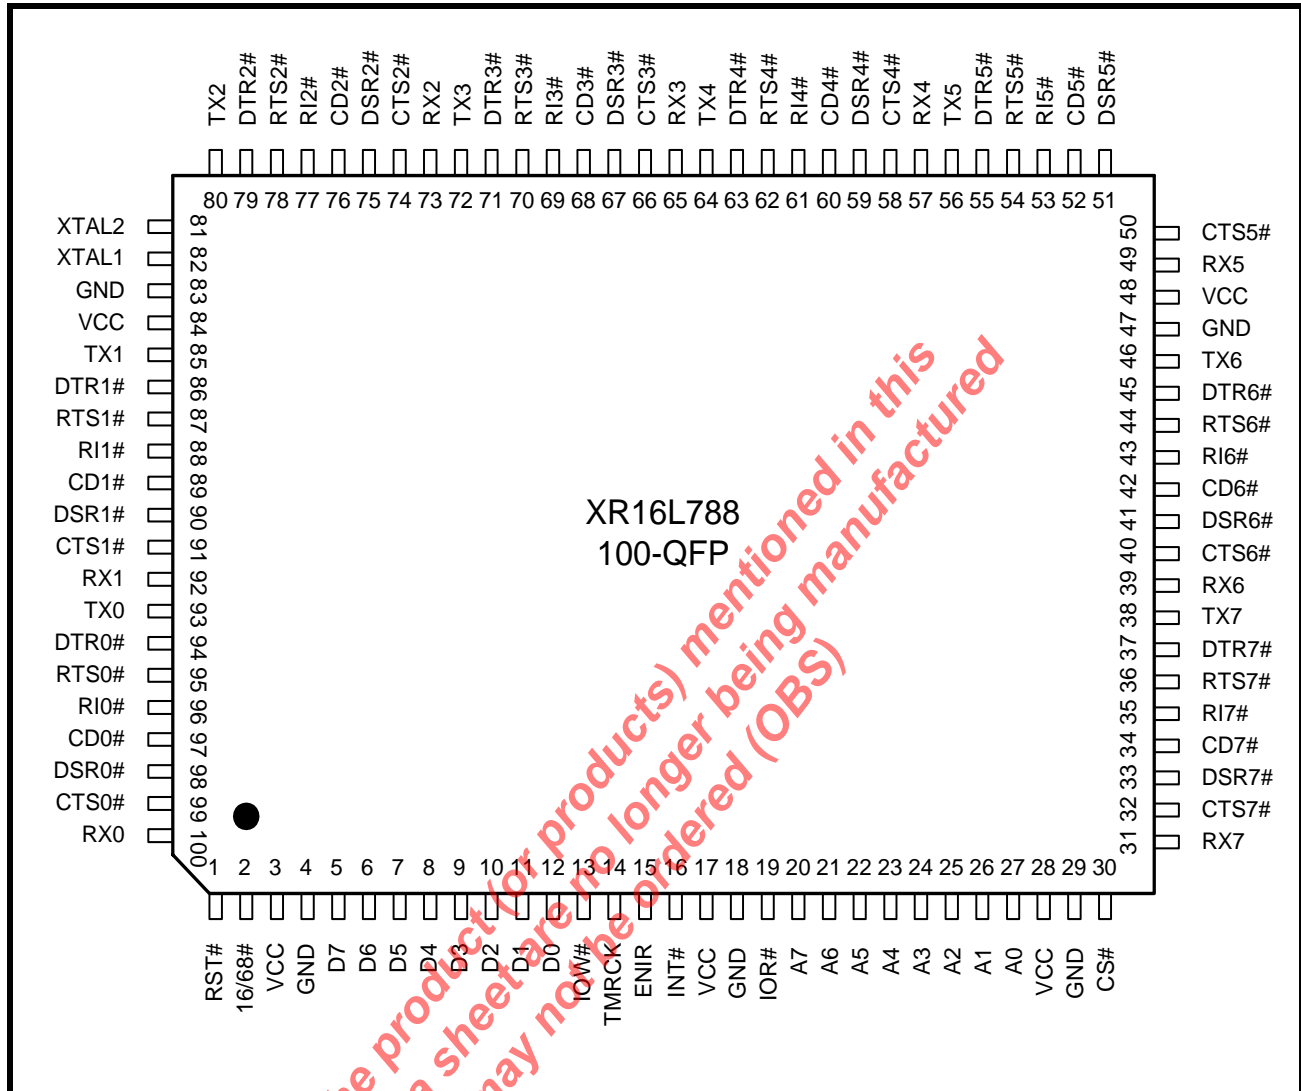 TX2 DTR2# RTS2# RI2# CD2# DSR2# CTS2# RX2 TX3 DTR3# RTS3# RI3# CD3# DSR3# CTS3# RX3 TX4 DTR4# RTS4# RI4# CD4# DSR4# CTS4# RX4 TX5 DTR5# RTS5# RI5# CD5# DSR5#
80 79 78 77 76 75 74 73 72 71 70 69 68 67 66 65 64 63 62 61 60 59 58 57 56 55 54 53 52 51
XTAL2 81
XTAL1 82
GND 83
VCC 84
TX1 85
DTR1# 86
RTS1# 87
RI1# 88
CD1# 89
DSR1# 90
CTS1# 91
RX1 92
TX0 93
DTR0# 94
RTS0# 95
RI0# 96
CD0# 97
DSR0# 98
CTS0# 99
RX0 100
XR16L788
100-QFP
50 CTS5#
49 RX5
48 VCC
47 GND
46 TX6
45 DTR6#
44 RTS6#
43 RI6#
42 CD6#
41 DSR6#
40 CTS6#
39 RX6
38 TX7
37 DTR7#
36 RTS7#
35 RI7#
34 CD7#
33 DSR7#
32 CTS7#
31 RX7
1 2 3 4 5 6 7 8 9 10 11 12 13 14 15 16 17 18 19 20 21 22 23 24 25 26 27 28 29 30
RST# 16/68# VCC GND D7 D6 D5 D4 D3 D2 D1 D0 IOW# TMRCK ENIR INT# VCC GND IOR# A7 A6 A5 A4 A3 A2 A1 A0 VCC GND CS#
product (or products) mentioned in this
sheet are no longer being manufactured
may not be ordered (OBS)